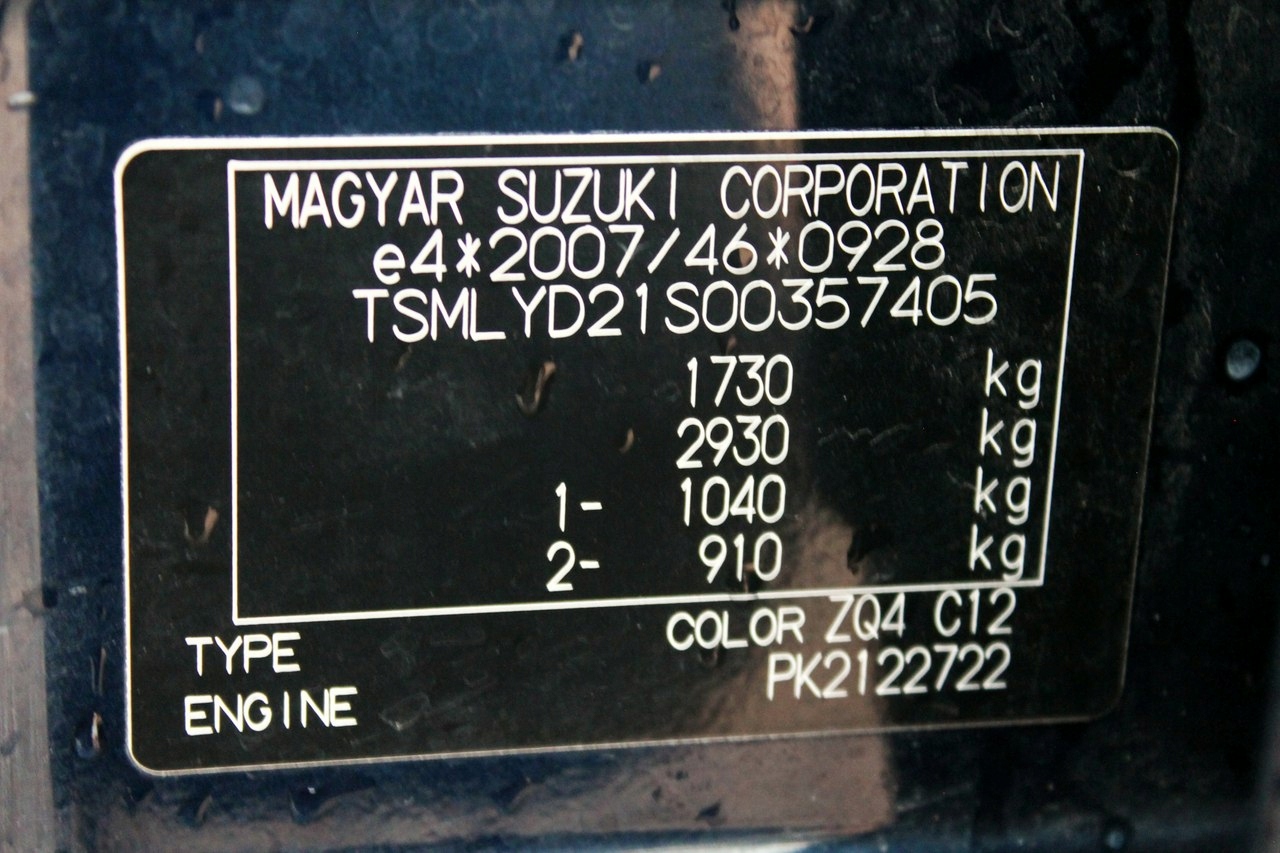 MAGYAR SUZUKI CORPORATION
e4*2007/46*0928
TSMLYD21S00357405
1730 kg
2930 kg
1- 1040 kg
2- 910 kg
TYPE COLOR ZQ4 C12
ENGINE PK2122722